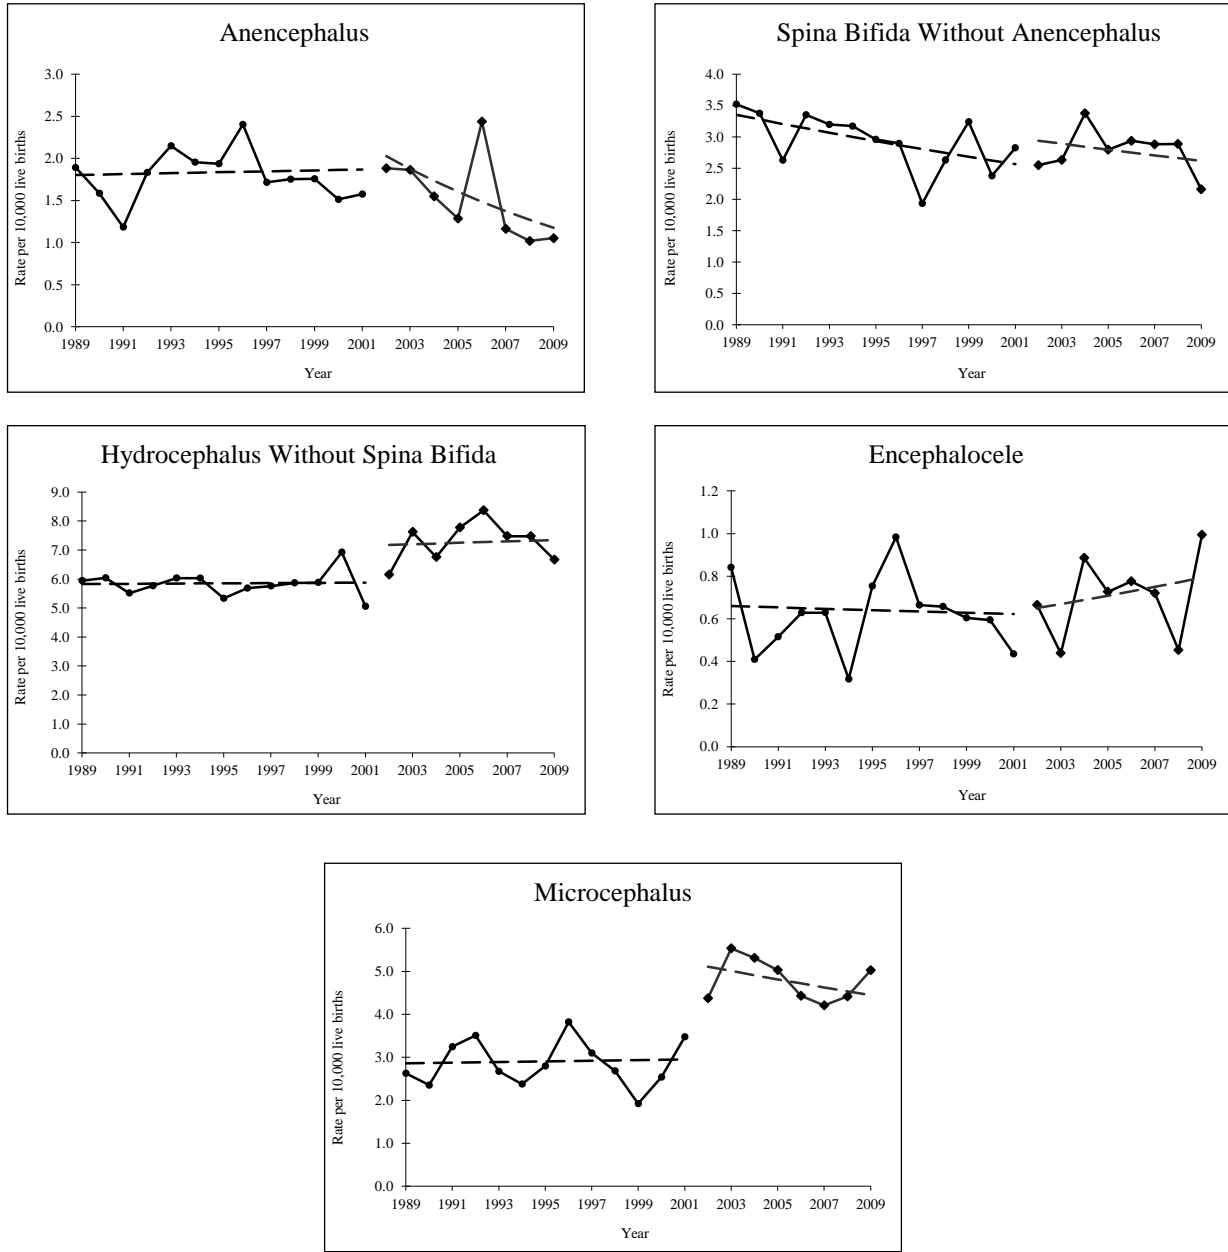 Anencephalus
Rate per 10,000 live births
3.0
2.5
2.0
1.5
1.0
0.5
0.0
1989 1991 1993 1995 1997 1999 2001 2003 2005 2007 2009
Year
Spina Bifida Without Anencephalus
Rate per 10,000 live births
4.0
3.5
3.0
2.5
2.0
1.5
1.0
0.5
0.0
1989 1991 1993 1995 1997 1999 2001 2003 2005 2007 2009
Year
Hydrocephalus Without Spina Bifida
Rate per 10,000 live births
9.0
8.0
7.0
6.0
5.0
4.0
3.0
2.0
1.0
0.0
1989 1991 1993 1995 1997 1999 2001 2003 2005 2007 2009
Year
Encephalocele
Rate per 10,000 live births
1.2
1.0
0.8
0.6
0.4
0.2
0.0
1989 1991 1993 1995 1997 1999 2001 2003 2005 2007 2009
Year
Microcephalus
Rate per 10,000 live births
6.0
5.0
4.0
3.0
2.0
1.0
0.0
1989 1991 1993 1995 1997 1999 2001 2003 2005 2007 2009
Year